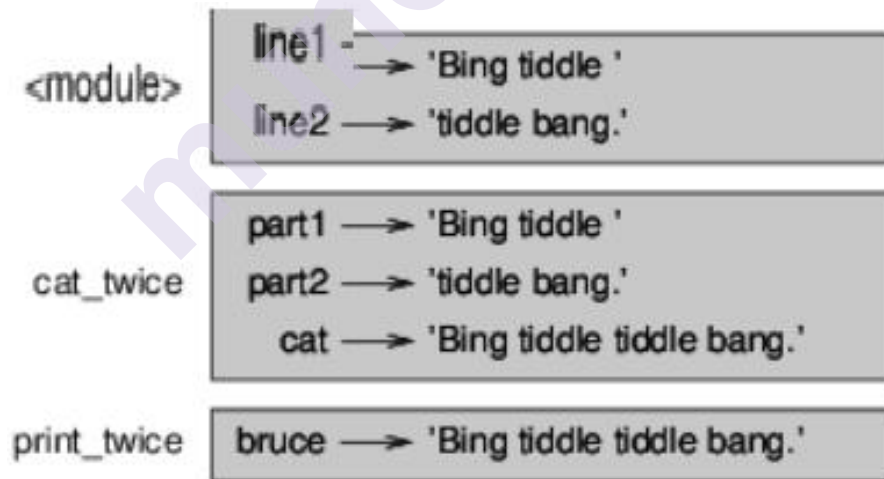 line1
<module> 'Bing tiddle '
line2 'tiddle bang.'
part1 'Bing tiddle '
cat_twice part2 'tiddle bang.'
cat 'Bing tiddle tiddle bang.'
print_twice bruce 'Bing tiddle tiddle bang.'